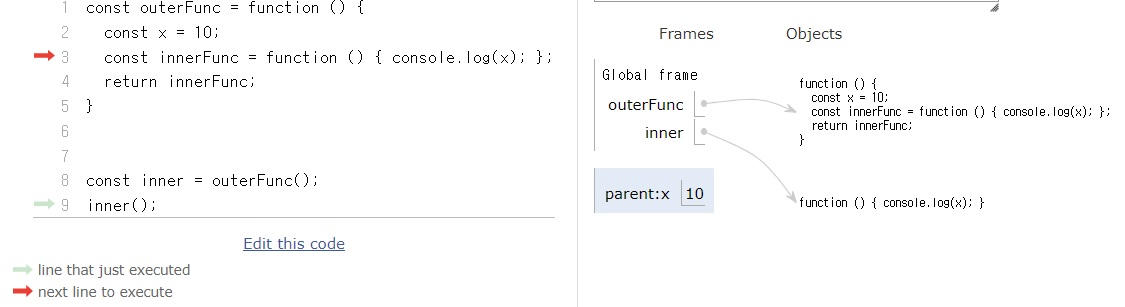 1 const outerFunc = function () {
2 const x = 10;
3 const innerFunc = function () { console.log(x); };
4 return innerFunc;
5 }
6
7
8 const inner = outerFunc();
9 inner();
Edit this code
line that just executed
next line to execute
Frames Objects
Global frame
outerFunc
inner
parent:x 10
function () {
const x = 10;
const innerFunc = function () { console.log(x); };
return innerFunc;
}
function () { console.log(x); }